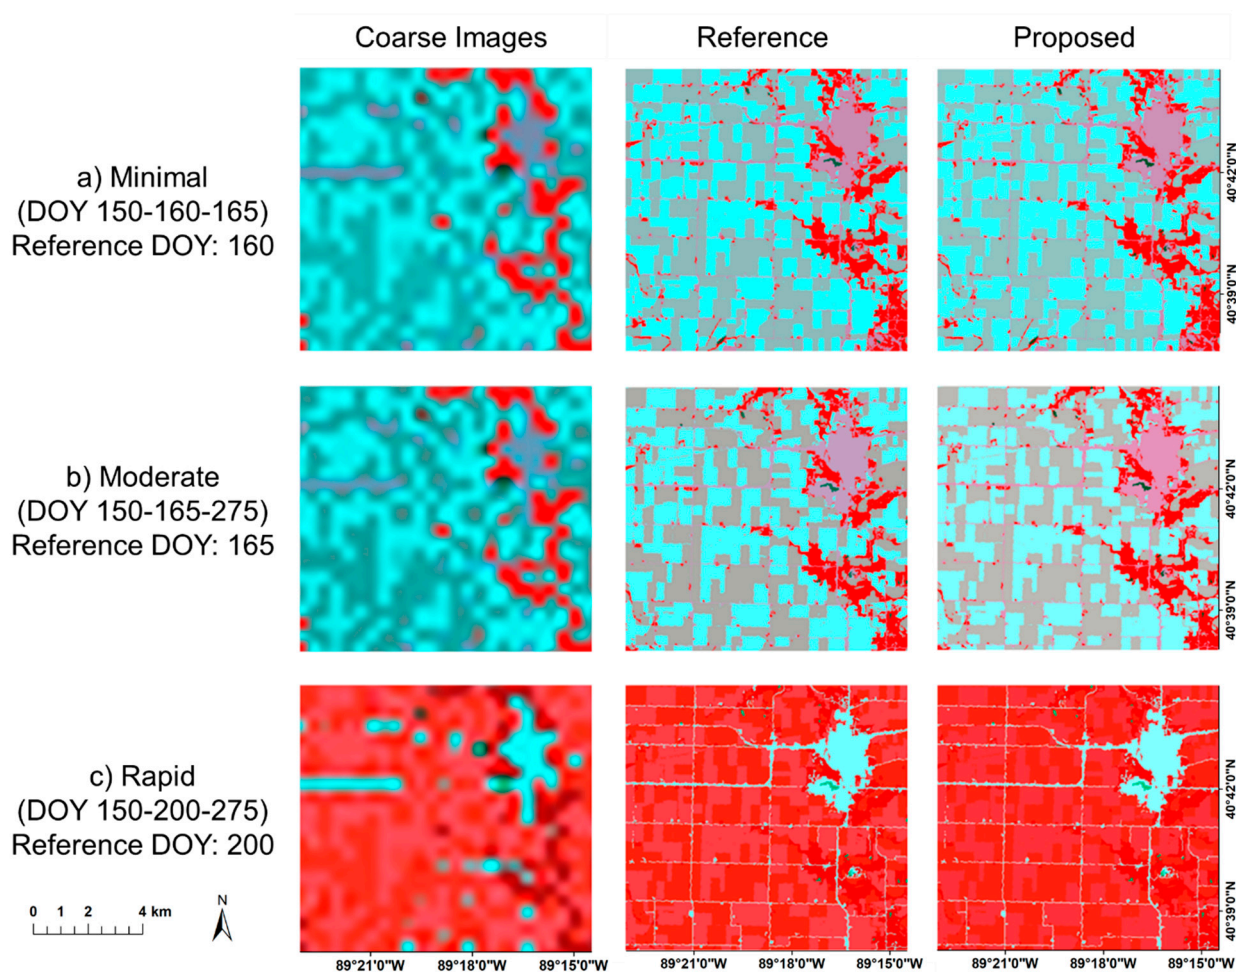 Coarse Images Reference Proposed
a) Minimal
(DOY 150-160-165)
Reference DOY: 160
40°42'0"N
40°39'0"N
b) Moderate
(DOY 150-165-275)
Reference DOY: 165
40°42'0"N
40°39'0"N
c) Rapid
(DOY 150-200-275)
Reference DOY: 200
40°42'0"N
40°39'0"N
N
0 1 2 4 km
89°21'0"W 89°18'0"W 89°15'0"W 89°21'0"W 89°18'0"W 89°15'0"W 89°21'0"W 89°18'0"W 89°15'0"W